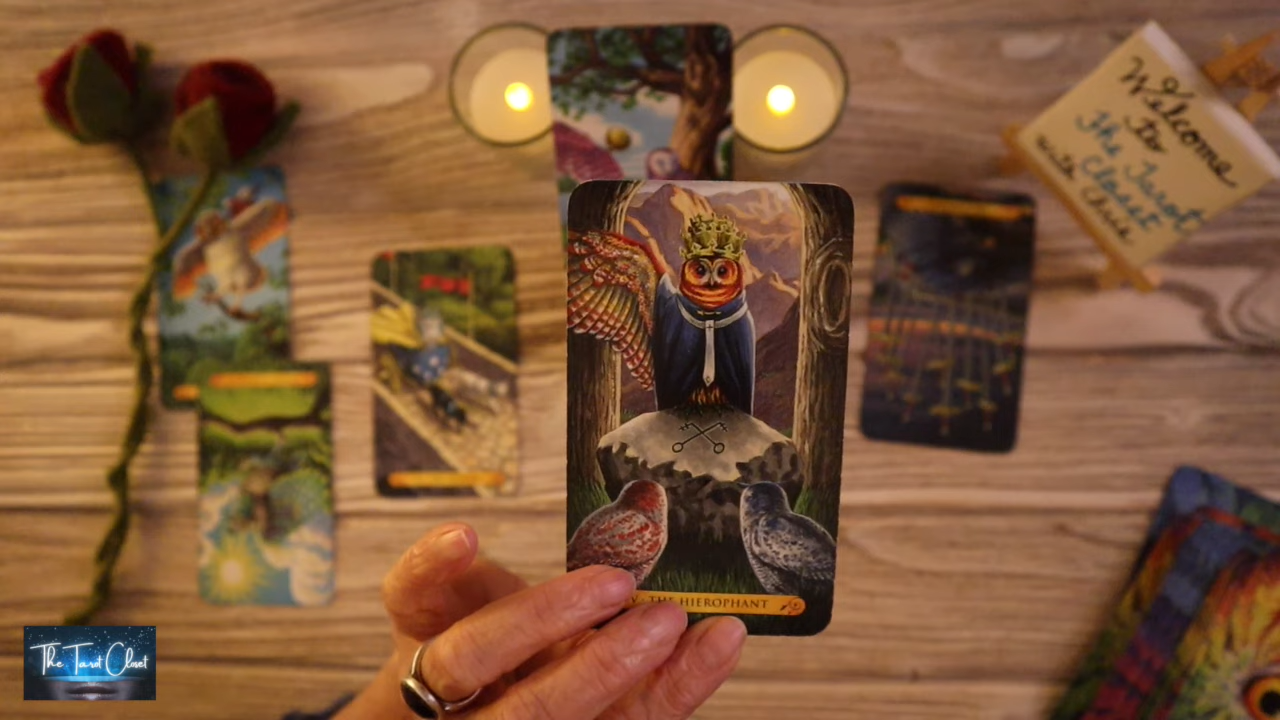 Welcome
To
The Tarot
Closet
With Chris
THE HIEROPHANT
The Tarot Closet